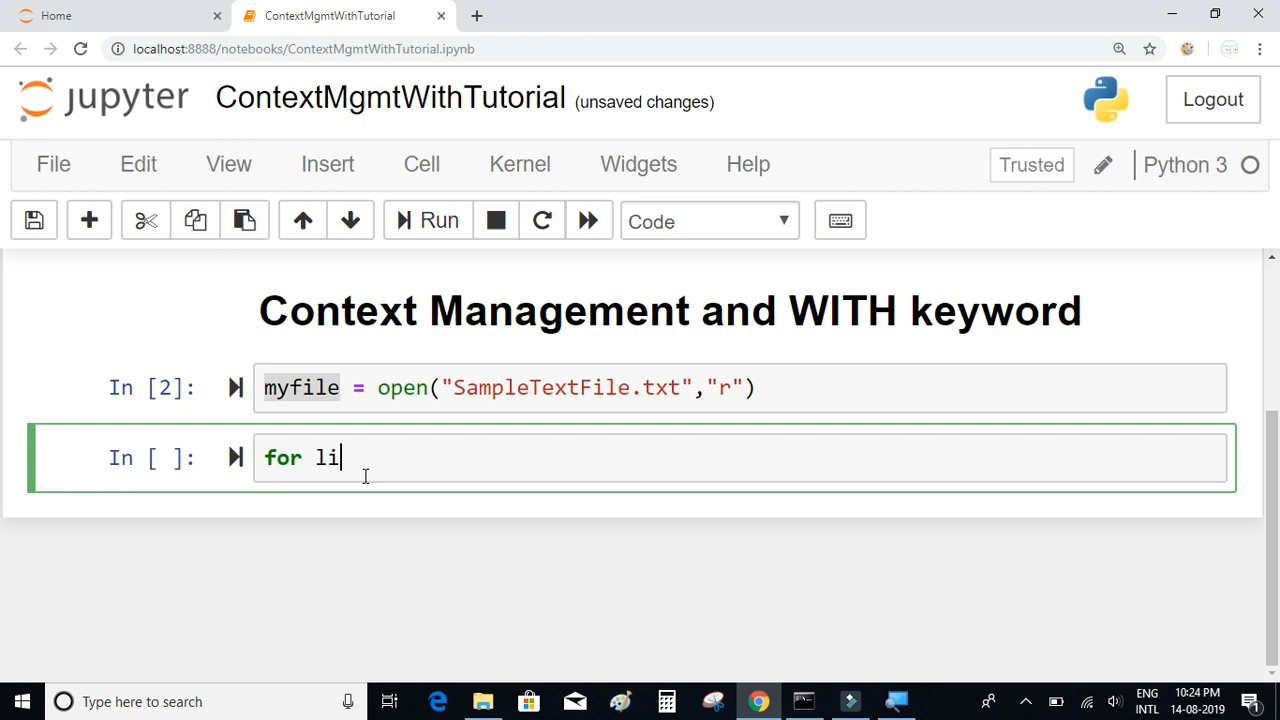 Home
ContextMgmtWithTutorial
localhost:8888/notebooks/ContextMgmtWithTutorial.ipynb
jupyter ContextMgmtWithTutorial (unsaved changes)
Logout
File Edit View Insert Cell Kernel Widgets Help
Trusted
Python 3
Run
Code
Context Management and WITH keyword
In [2]: myfile = open("SampleTextFile.txt","r")
In [ ]: for li
Type here to search
ENG
INTL
10:24 PM
14-08-2019
1